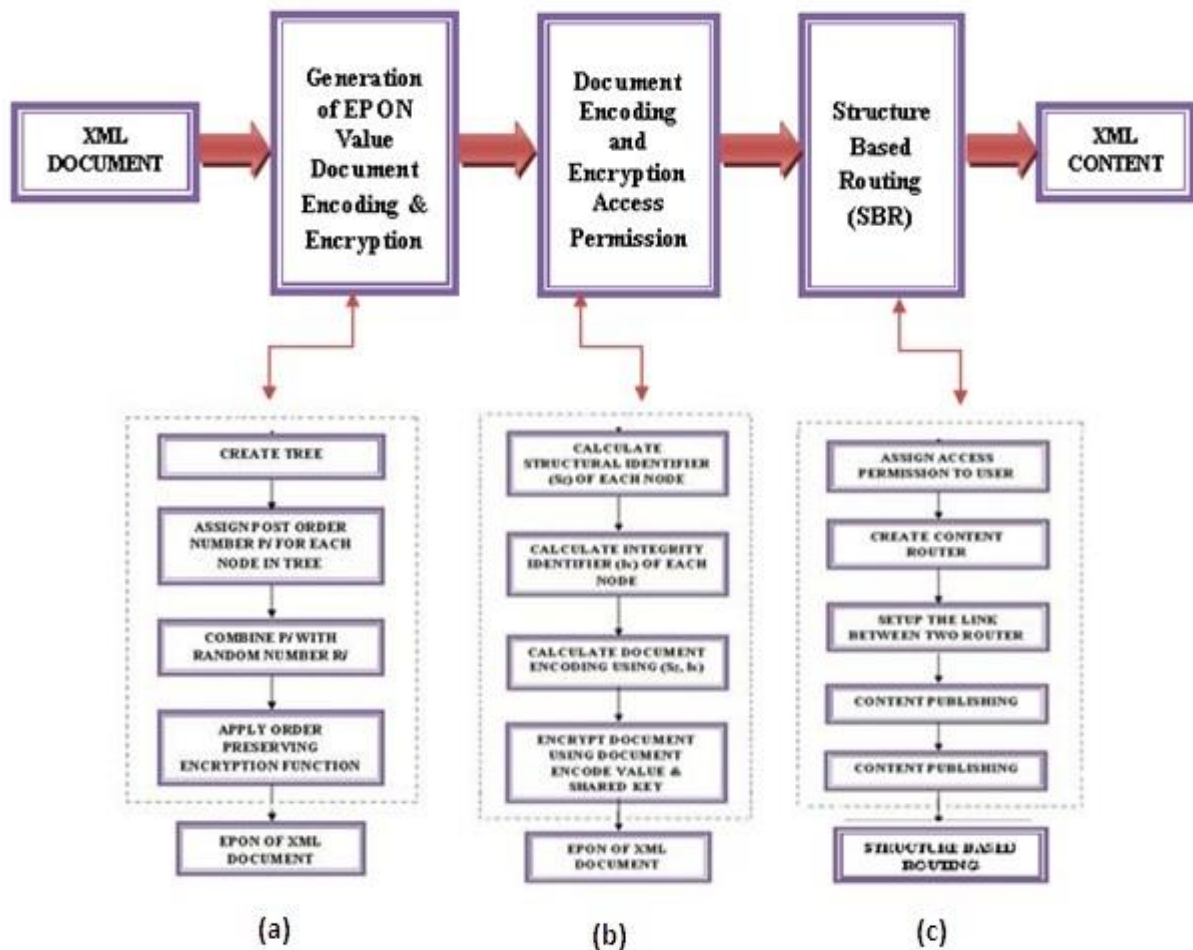 XML
DOCUMENT
Generation
of EPON
Value
Document
Encoding &
Encryption
Document
Encoding
and
Encryption
Access
Permission
Structure
Based
Routing
(SBR)
XML
CONTENT
CREATE TREE
ASSIGN POST ORDER
NUMBER Pi FOR EACH
NODE IN TREE
COMBINE Pi WITH
RANDOM NUMBER Ri
APPLY ORDER
PRESERVING
ENCRYPTION FUNCTION
EPON OF XML
DOCUMENT
CALCULATE
STRUCTURAL IDENTIFIER
OF EACH NODE
CALCULATE INTEGRITY
IDENTIFIER OF EACH
NODE
CALCULATE DOCUMENT
ENCODING USING
ENCRYPT DOCUMENT
USING DOCUMENT
ENCODE VALUE &
SHARED KEY
EPON OF XML
DOCUMENT
ASSIGN ACCESS
PERMISSION TO USER
CREATE CONTENT
ROUTER
SETUP THE LINK
BETWEEN TWO ROUTER
CONTENT PUBLISHING
CONTENT PUBLISHING
STRUCTURE BASED
ROUTING
(a)
(b)
(c)